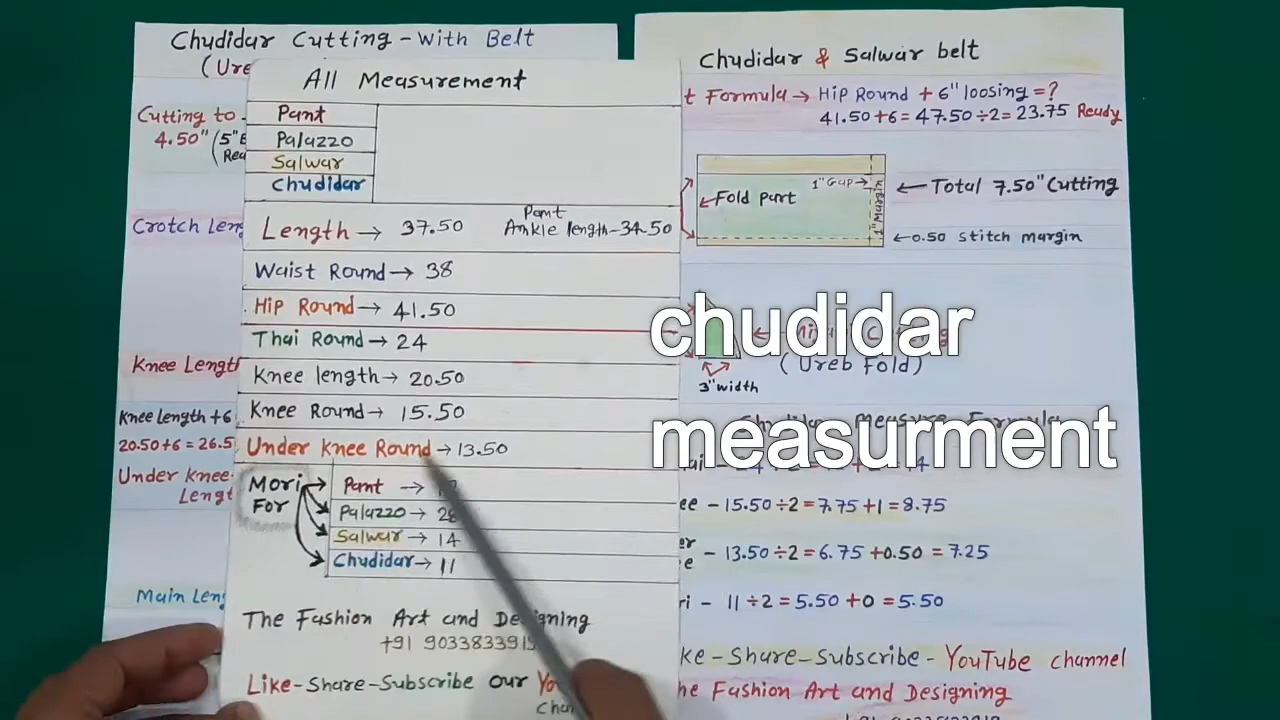 Chudidar Cutting - With Belt
(Ure
Cutting to
4.50" (5"
Crotch Leng
Knee Length
Knee length + 6
20.50+6 = 26.5
Under Knee
Lengt
Main Leng
All Measurement
Pant
Palazzo
Salwar
Chudidar
Length → 37.50
Pant
Ankle length - 34.50
Waist Round → 38
Hip Round → 41.50
Thai Round → 24
Knee length → 20.50
Knee Round → 15.50
Under Knee Round → 13.50
Mori
For
Pant →
Palazzo → 28
Salwar → 14
Chudidar → 11
The Fashion Art and Designing
+91 903383391
Like-Share-Subscribe our
Chudidar & Salwar belt
t Formula → Hip Round + 6" loosing = ?
41.50+6 = 47.50 ÷ 2 = 23.75 Ready
1" Gap →
Fold part
← Total 7.50" Cutting
← 0.50 stitch margin
(Ureb Fold)
3" width
chudidar
measurment
ee - 15.50 ÷ 2 = 7.75 + 1 = 8.75
- 13.50 ÷ 2 = 6.75 + 0.50 = 7.25
ri - 11 ÷ 2 = 5.50 + 0 = 5.50
ke-Share-Subscribe - YouTube channel
he Fashion Art and Designing